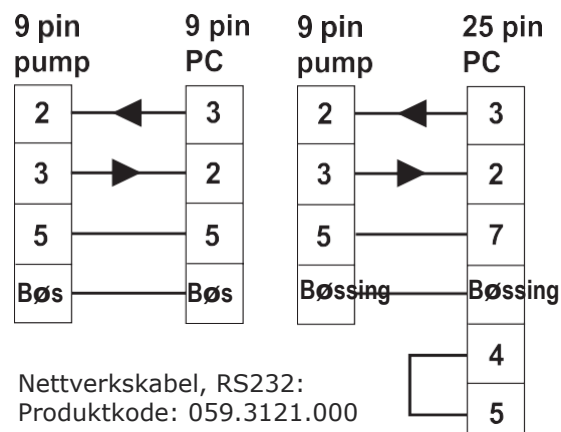 9 pin 9 pin 9 pin 25 pin
pump PC pump PC
2 3 2 3
3 2 3 2
5 5 5 7
Bøs Bøs Bøssing Bøssing
4
Nettverkskabel, RS232:
Produktkode: 059.3121.000
5